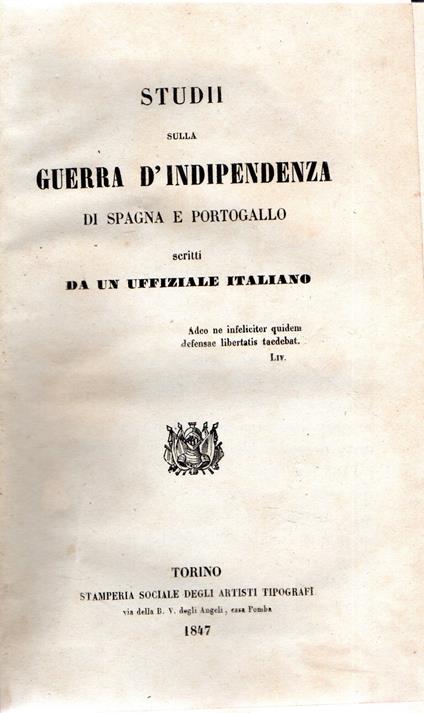 STUDII
SULLA
GUERRA D'INDIPENDENZA
DI SPAGNA E PORTOGALLO
scritti
DA UN UFFIZIALE ITALIANO
Adeo ne infeliciter quidem
defensae libertatis taedebat.
LIV.
TORINO
STAMPERIA SOCIALE DEGLI ARTISTI TIPOGRAFI
via della B. V. degli Angeli, casa Pomba
1847